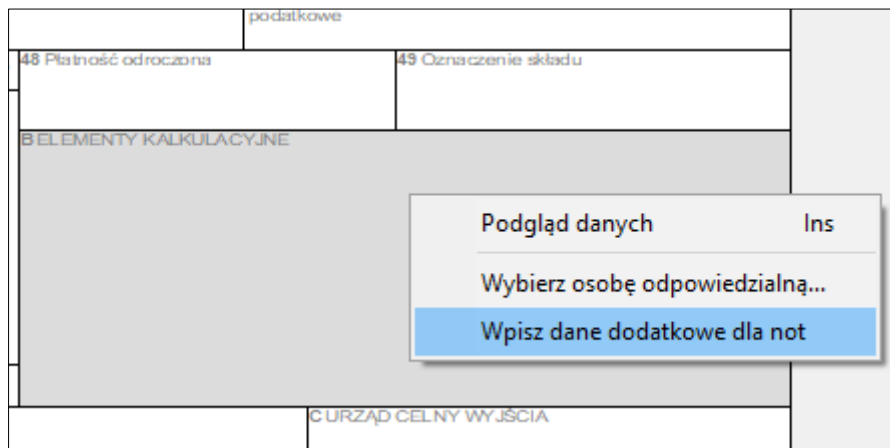 podatkowe
48 Płatność odroczona
49 Oznaczenie składu
B ELEMENTY KALKULACYJNE
Podgląd danych Ins
Wybierz osobę odpowiedzialną...
Wpisz dane dodatkowe dla not
C URZĄD CELNY WYJŚCIA